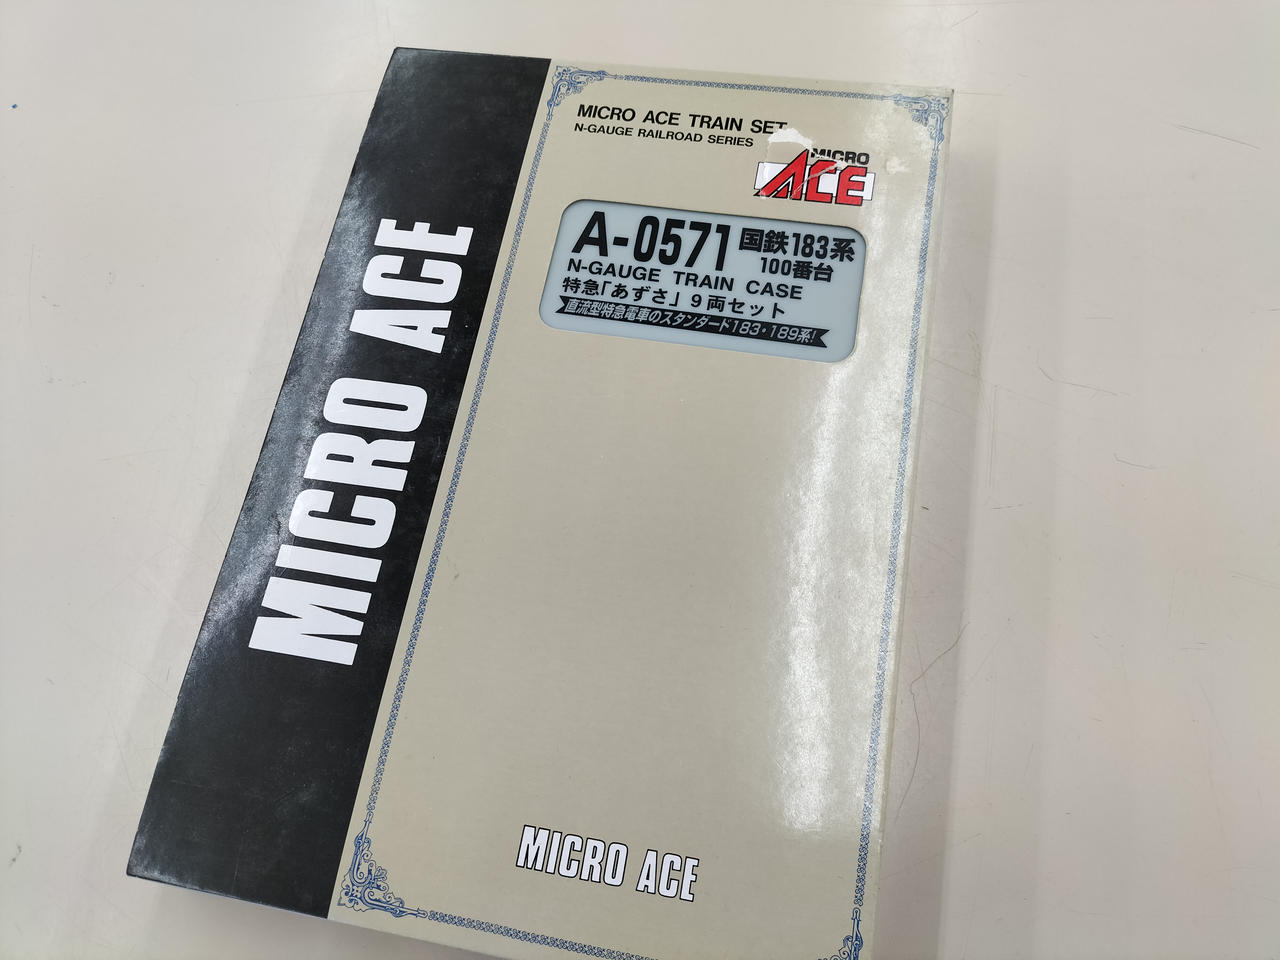 MICRO ACE
MICRO ACE TRAIN SET
N-GAUGE RAILROAD SERIES
MICRO
ACE
A-0571 国鉄183系
100番台
N-GAUGE TRAIN CASE
特急「あずさ」9両セット
直流型特急電車のスタンダード183・189系!
MICRO ACE